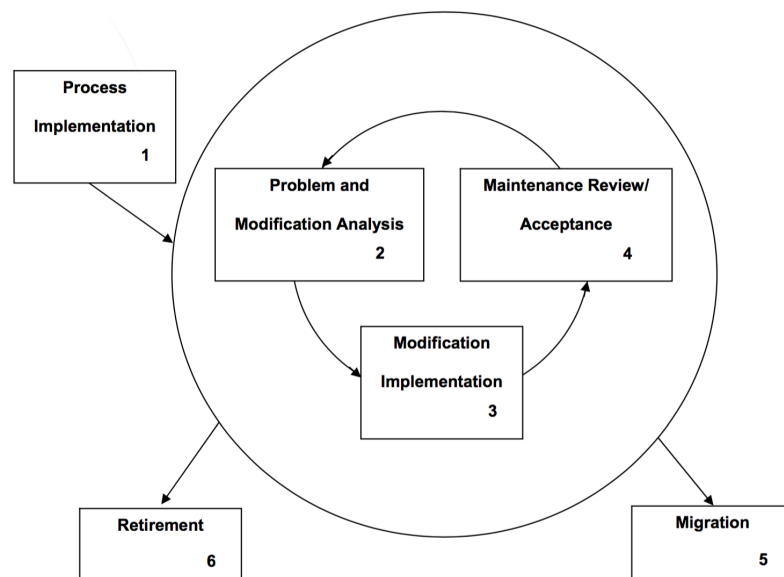 Process
Implementation
1
Problem and
Modification Analysis
2
Maintenance Review/
Acceptance
4
Modification
Implementation
3
Retirement
6
Migration
5